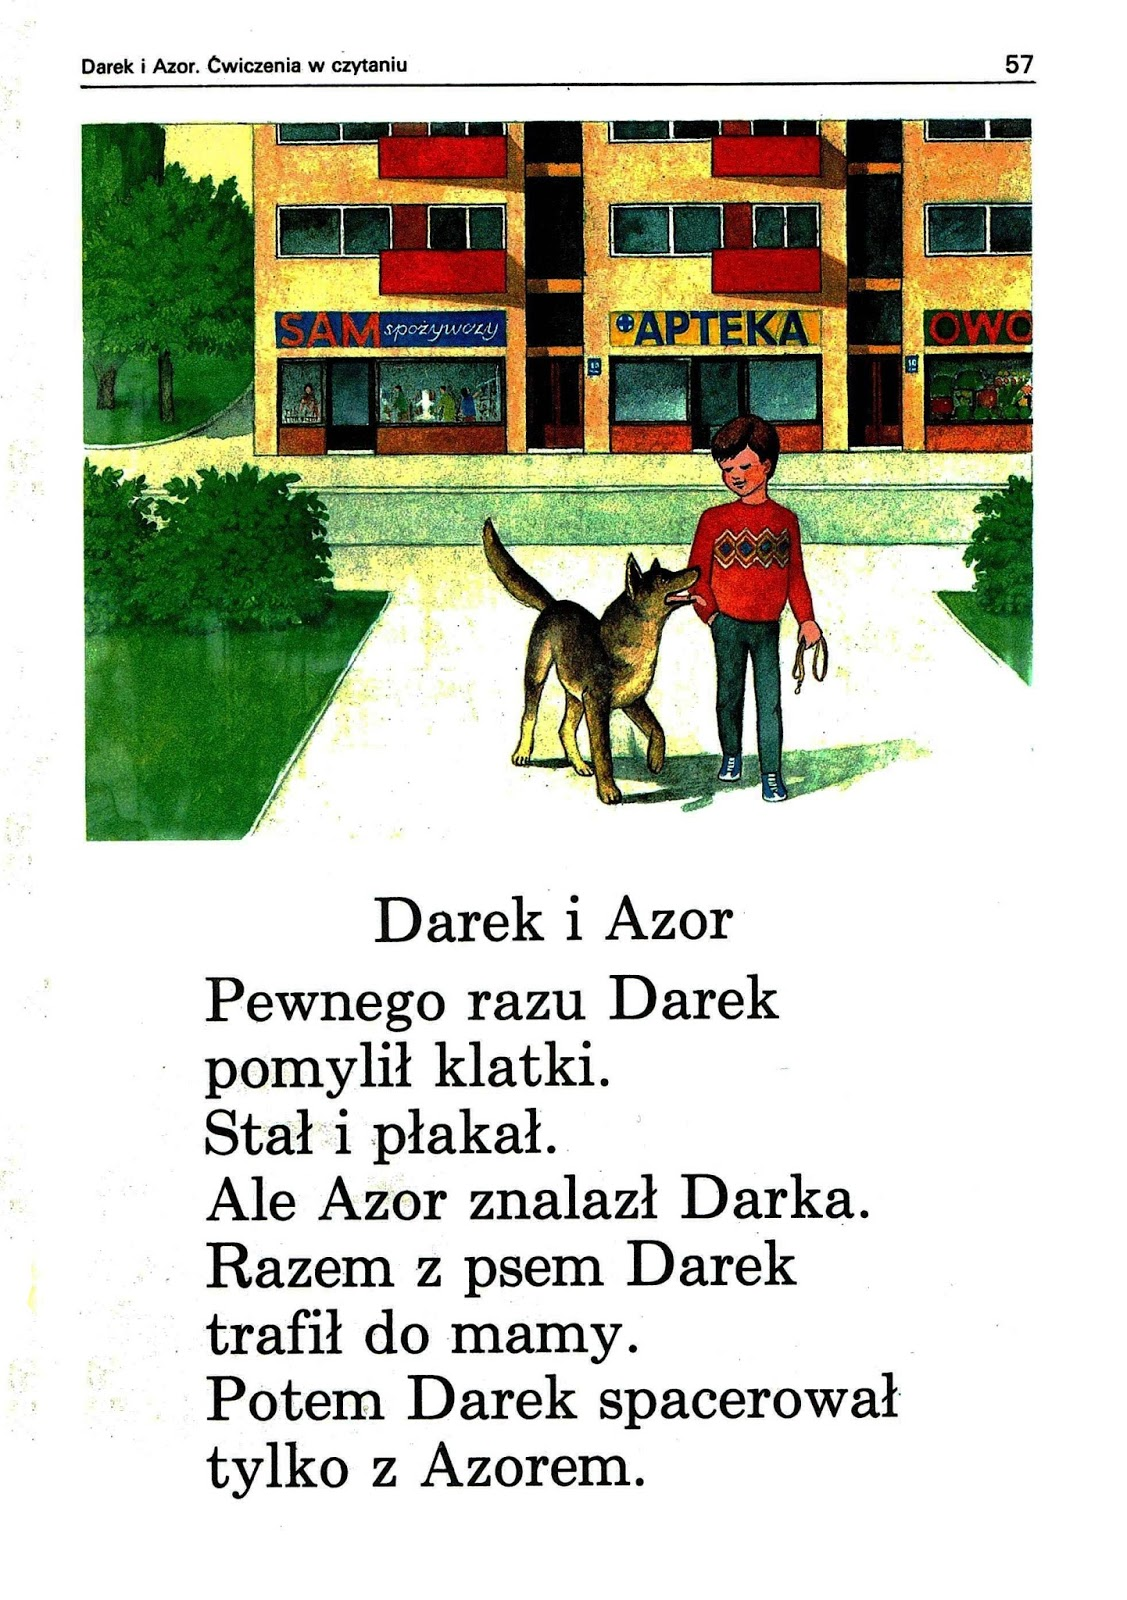 Darek i Azor. Ćwiczenia w czytaniu 57
SAM spożywczy
APTEKA
OWO
10
Darek i Azor
Pewnego razu Darek
pomylił klatki.
Stał i płakał.
Ale Azor znalazł Darka.
Razem z psem Darek
trafił do mamy.
Potem Darek spacerował
tylko z Azorem.